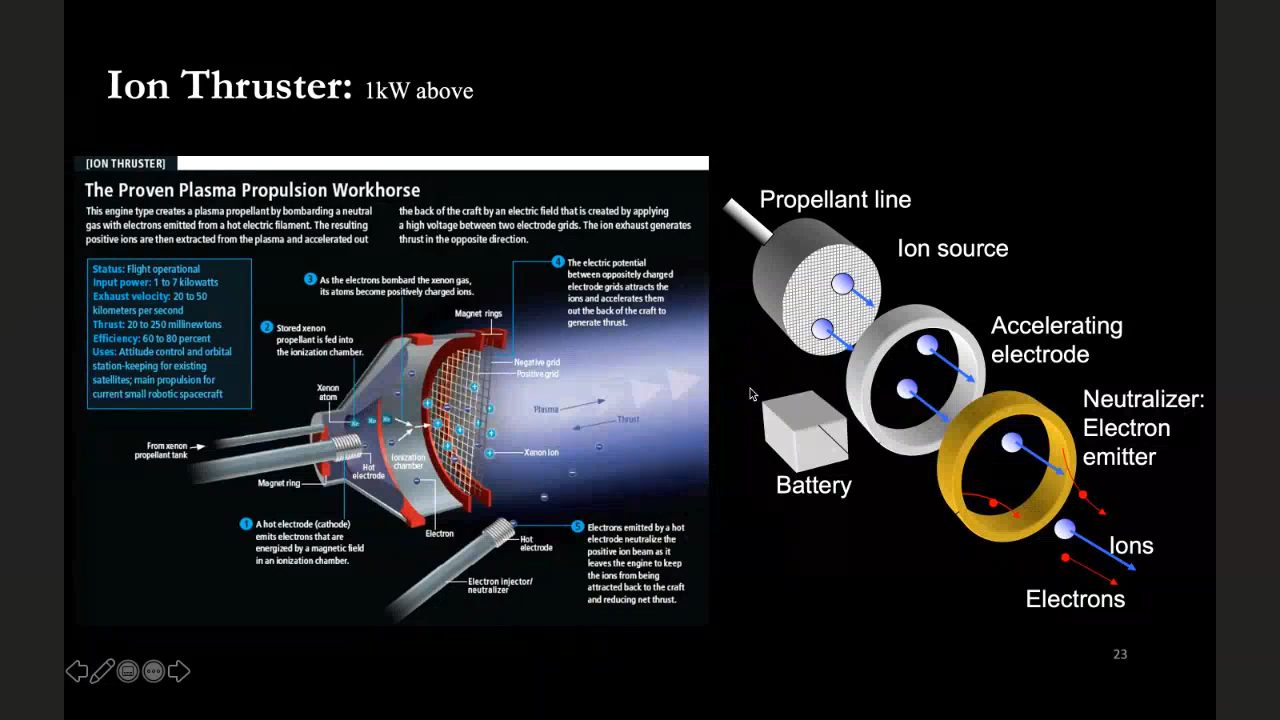 Ion Thruster: 1kW above
[ION THRUSTER]
The Proven Plasma Propulsion Workhorse
This engine type creates a plasma propellant by bombarding a neutral
gas with electrons emitted from a hot electric filament. The resulting
positive ions are then extracted from the plasma and accelerated out
the back of the craft by an electric field that is created by applying
a high voltage between two electrode grids. The ion exhaust generates
thrust in the opposite direction.
Status: Flight operational
Input power: 1 to 7 kilowatts
Exhaust velocity: 20 to 50
kilometers per second
Thrust: 20 to 250 millinewtons
Efficiency: 60 to 80 percent
Uses: Attitude control and orbital
station-keeping for existing
satellites; main propulsion for
current small robotic spacecraft
1 A hot electrode (cathode)
emits electrons that are
energized by a magnetic field
in an ionization chamber.
2 Stored xenon
propellant is fed into
the ionization chamber.
3 As the electrons bombard the xenon gas,
its atoms become positively charged ions.
4 The electric potential
between oppositely charged
electrode grids attracts the
ions and accelerates them
out the back of the craft to
generate thrust.
5 Electrons emitted by a hot
electrode neutralize the
positive ion beam as it
leaves the engine to keep
the ions from being
attracted back to the craft
and reducing net thrust.
Magnet rings
Negative grid
Positive grid
Xenon
atom
Xe
Xe
Xe
Plasma
Thrust
From xenon
propellant tank
Hot
electrode
Ionization
chamber
Xenon ion
Magnet ring
Electron
Hot
electrode
Electron injector/
neutralizer
Propellant line
Ion source
Accelerating
electrode
Neutralizer:
Electron
emitter
Battery
Ions
Electrons
23